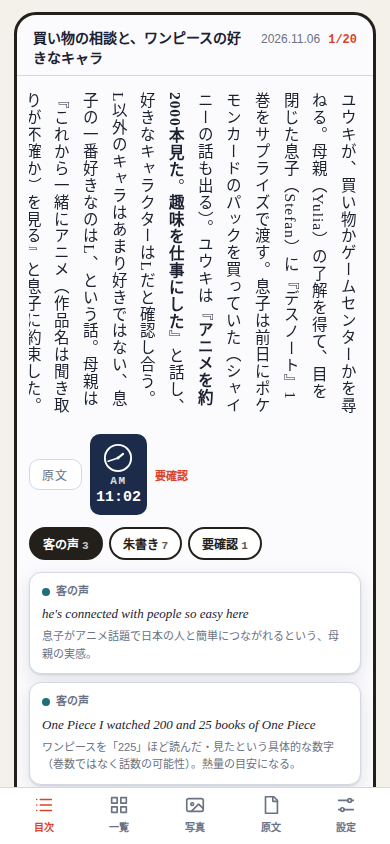 買い物の相談と、ワンピースの好
きなキャラ
2026.11.06 1/20
ユウキが、買い物かゲームセンターかを尋
ねる。母親（Yulia）の了解を得て、目を
閉じた息子（Stefan）に『デスノート』1
巻をサプライズで渡す。息子は前日にポケ
モンカードのパックを買っていた（シャイ
ニーの話も出る）。ユウキは『アニメを約
2000本見た。趣味を仕事にした』と話し、
好きなキャラクターはLだと確認し合う。
L以外のキャラはあまり好きではない、息
子の一番好きなのはL、という話。母親は
『これから一緒にアニメ（作品名は聞き取
りが不確か）を見る』と息子に約束した。
原文
AM
11:02
要確認
客の声 3
朱書き 7
要確認 1
客の声
he's connected with people so easy here
息子がアニメ話題で日本の人と簡単につながれるという、母
親の実感。
客の声
One Piece I watched 200 and 25 books of One Piece
ワンピースを「225」ほど読んだ・見たという具体的な数字
（巻数ではなく話数の可能性）。熱量の目安になる。
目次
一覧
写真
原文
設定